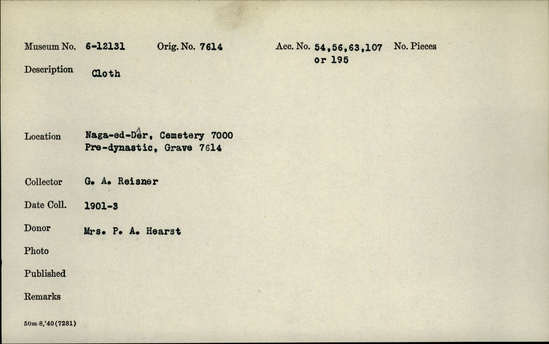 Museum No. 6-12131 Orig. No. 7614 Acc. No. 54,56,63,107 No. Pieces
or 195
Description Cloth
Location Naga-ed-Dêr, Cemetery 7000
Pre-dynastic, Grave 7614
Collector G. A. Reisner
Date Coll. 1901-3
Donor Mrs. P. A. Hearst
Photo
Published
Remarks
50m 8,'40(7281)